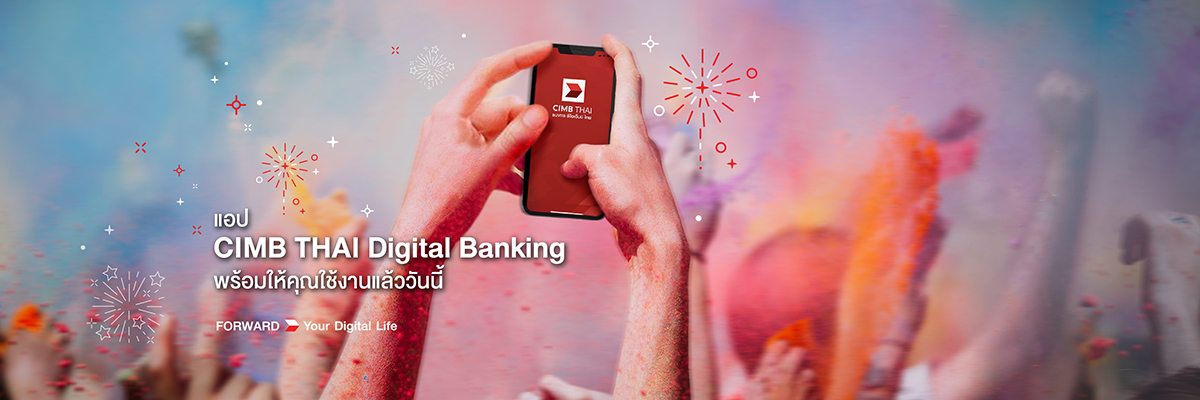 CIMB THAI
ธนาคาร ซีไอเอ็มบี ไทย
แอป
CIMB THAI Digital Banking
พร้อมให้คุณใช้งานแล้ววันนี้
FORWARD Your Digital Life